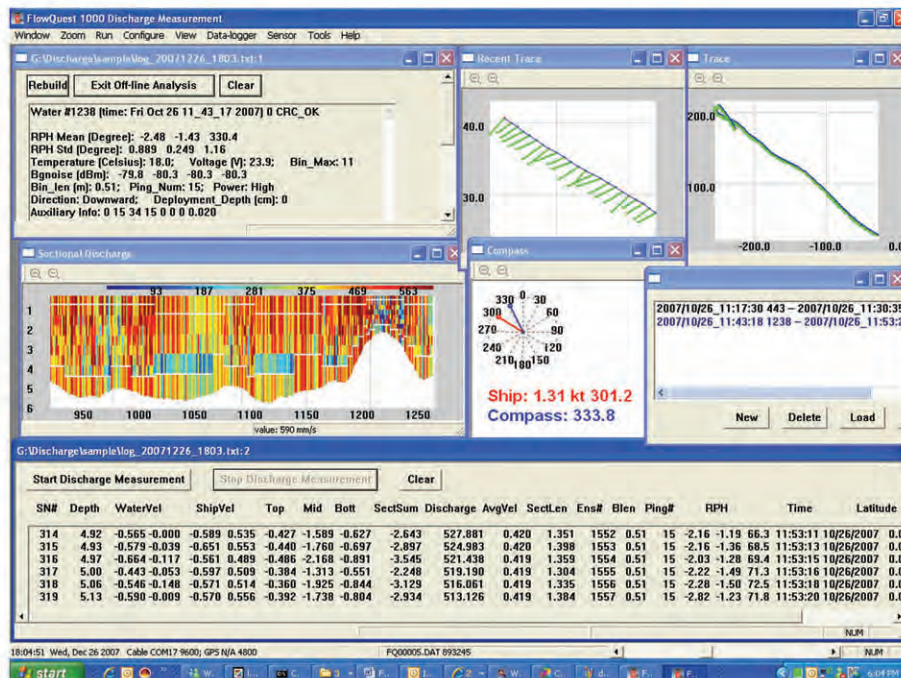 FlowQuest 1000 Discharge Measurement
Window Zoom Run Configure View Data-logger Sensor Tools Help
G:\Discharge\sample\log_20071226_1803.txt:1
Rebuild Exit Off-line Analysis Clear
Water #1238 (time: Fri Oct 26 11_43_17 2007) 0 CRC_OK
RPH Mean (Degree): -2.48 -1.43 330.4
RPH Std (Degree): 0.889 0.249 1.16
Temperature (Celsius): 18.0; Voltage (V): 23.9; Bin_Max: 11
Bgnoise (dBm): -79.8 -80.3 -80.3 -80.3
Bin_len (m): 0.51; Ping_Num: 15; Power: High
Direction: Downward; Deployment_Depth (cm): 0
Auxiliary Info: 0 15 34 15 0 0 0 0.020
Recent Trace
40.0
30.0
Trace
200.0
100.0
-200.0 -100.0 0.0
Sectional Discharge
93 187 281 375 469 563
1
2
3
4
5
6
950 1000 1050 1100 1150 1200 1250
value: 590 mm/s
Compass
330 0 30
300 60
270 90
240 120
210 180 150
Ship: 1.31 kt 301.2
Compass: 333.8
2007/10/26_11:17:30 443 – 2007/10/26_11:30:35
2007/10/26_11:43:18 1238 – 2007/10/26_11:53:2
New Delete Load
G:\Discharge\sample\log_20071226_1803.txt:2
Start Discharge Measurement Stop Discharge Measurement Clear
SN# Depth WaterVel ShipVel Top Mid Bott SectSum Discharge AvgVel SectLen Ens# Blen Ping# RPH Time Latitude
314 4.92 -0.565 -0.000 -0.589 0.535 -0.427 -1.589 -0.627 -2.643 527.881 0.420 1.351 1552 0.51 15 -2.16 -1.19 66.3 11:53:11 10/26/2007 0.0
315 4.93 -0.579 -0.039 -0.651 0.553 -0.440 -1.760 -0.697 -2.897 524.983 0.420 1.398 1553 0.51 15 -2.16 -1.36 68.5 11:53:13 10/26/2007 0.0
316 4.97 -0.664 -0.117 -0.561 0.489 -0.486 -2.168 -0.891 -3.545 521.438 0.419 1.359 1554 0.51 15 -2.03 -1.28 69.4 11:53:14 10/26/2007 0.0
317 5.00 -0.443 -0.053 -0.597 0.509 -0.384 -1.313 -0.551 -2.248 519.190 0.419 1.304 1555 0.51 15 -2.22 -1.49 71.3 11:53:16 10/26/2007 0.0
318 5.06 -0.546 -0.148 -0.571 0.514 -0.360 -1.925 -0.844 -3.129 516.061 0.419 1.335 1556 0.51 15 -2.28 -1.50 72.5 11:53:18 10/26/2007 0.0
319 5.13 -0.590 -0.009 -0.570 0.556 -0.392 -1.738 -0.804 -2.934 513.126 0.419 1.384 1557 0.51 15 -2.82 -1.23 71.8 11:53:20 10/26/2007 0.0
NUM
18:04:51 Wed, Dec 26 2007 Cable COM17 9600; GPS N/A 4800 FQ00005.DAT 893245 NUM
start 6:04 PM